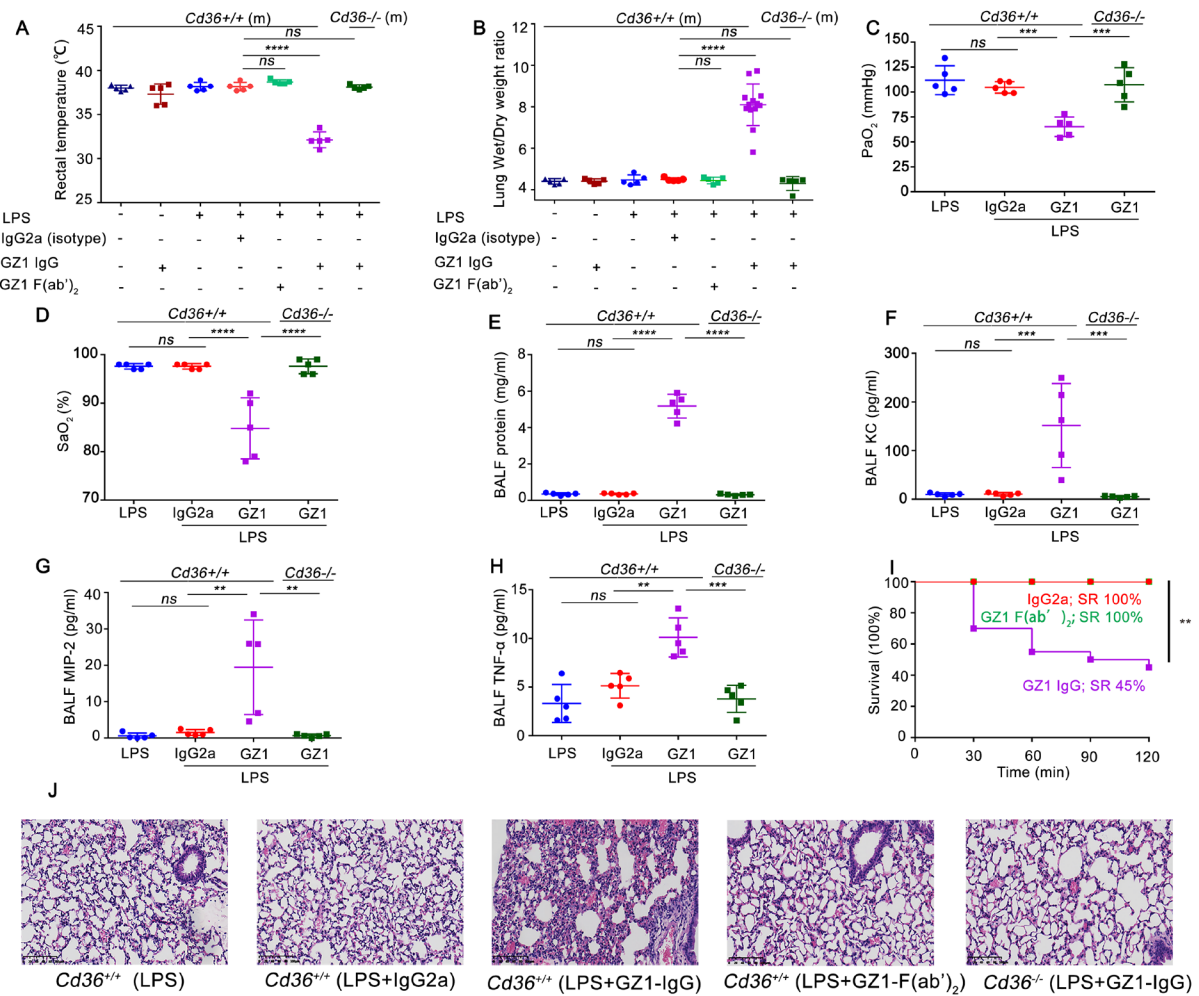 A
Cd36+/+ (m)
Cd36-/- (m)
ns
****
ns
Rectal temperature (℃)
45
40
35
30
25
LPS - - + + + + +
IgG2a (isotype) - - - + - - -
GZ1 IgG - + - - - + +
GZ1 F(ab')2 - - - - + - -
B
Cd36+/+ (m)
Cd36-/- (m)
ns
****
ns
Lung Wet/Dry weight ratio
12
10
8
6
4
LPS - - + + + + +
IgG2a (isotype) - - - + - - -
GZ1 IgG - + - - - + +
GZ1 F(ab')2 - - - - + - -
C
Cd36+/+
Cd36-/-
ns
***
***
PaO2 (mmHg)
150
125
100
75
50
25
0
LPS IgG2a GZ1 GZ1
LPS
D
Cd36+/+
Cd36-/-
ns
****
****
SaO2 (%)
100
90
80
70
LPS IgG2a GZ1 GZ1
LPS
E
Cd36+/+
Cd36-/-
ns
****
****
BALF protein (mg/ml)
8
6
4
2
0
LPS IgG2a GZ1 GZ1
LPS
F
Cd36+/+
Cd36-/-
ns
***
***
BALF KC (pg/ml)
300
200
100
0
LPS IgG2a GZ1 GZ1
LPS
G
Cd36+/+
Cd36-/-
ns
**
**
BALF MIP-2 (pg/ml)
40
30
20
10
0
LPS IgG2a GZ1 GZ1
LPS
H
Cd36+/+
Cd36-/-
ns
**
***
BALF TNF-α (pg/ml)
15
10
5
0
LPS IgG2a GZ1 GZ1
LPS
I
Survival (100%)
100
80
60
40
20
0
IgG2a; SR 100%
GZ1 F(ab')2; SR 100%
GZ1 IgG; SR 45%
**
0 30 60 90 120
Time (min)
J
Cd36+/+ (LPS)
Cd36+/+ (LPS+IgG2a)
Cd36+/+ (LPS+GZ1-IgG)
Cd36+/+ (LPS+GZ1-F(ab')2)
Cd36-/- (LPS+GZ1-IgG)